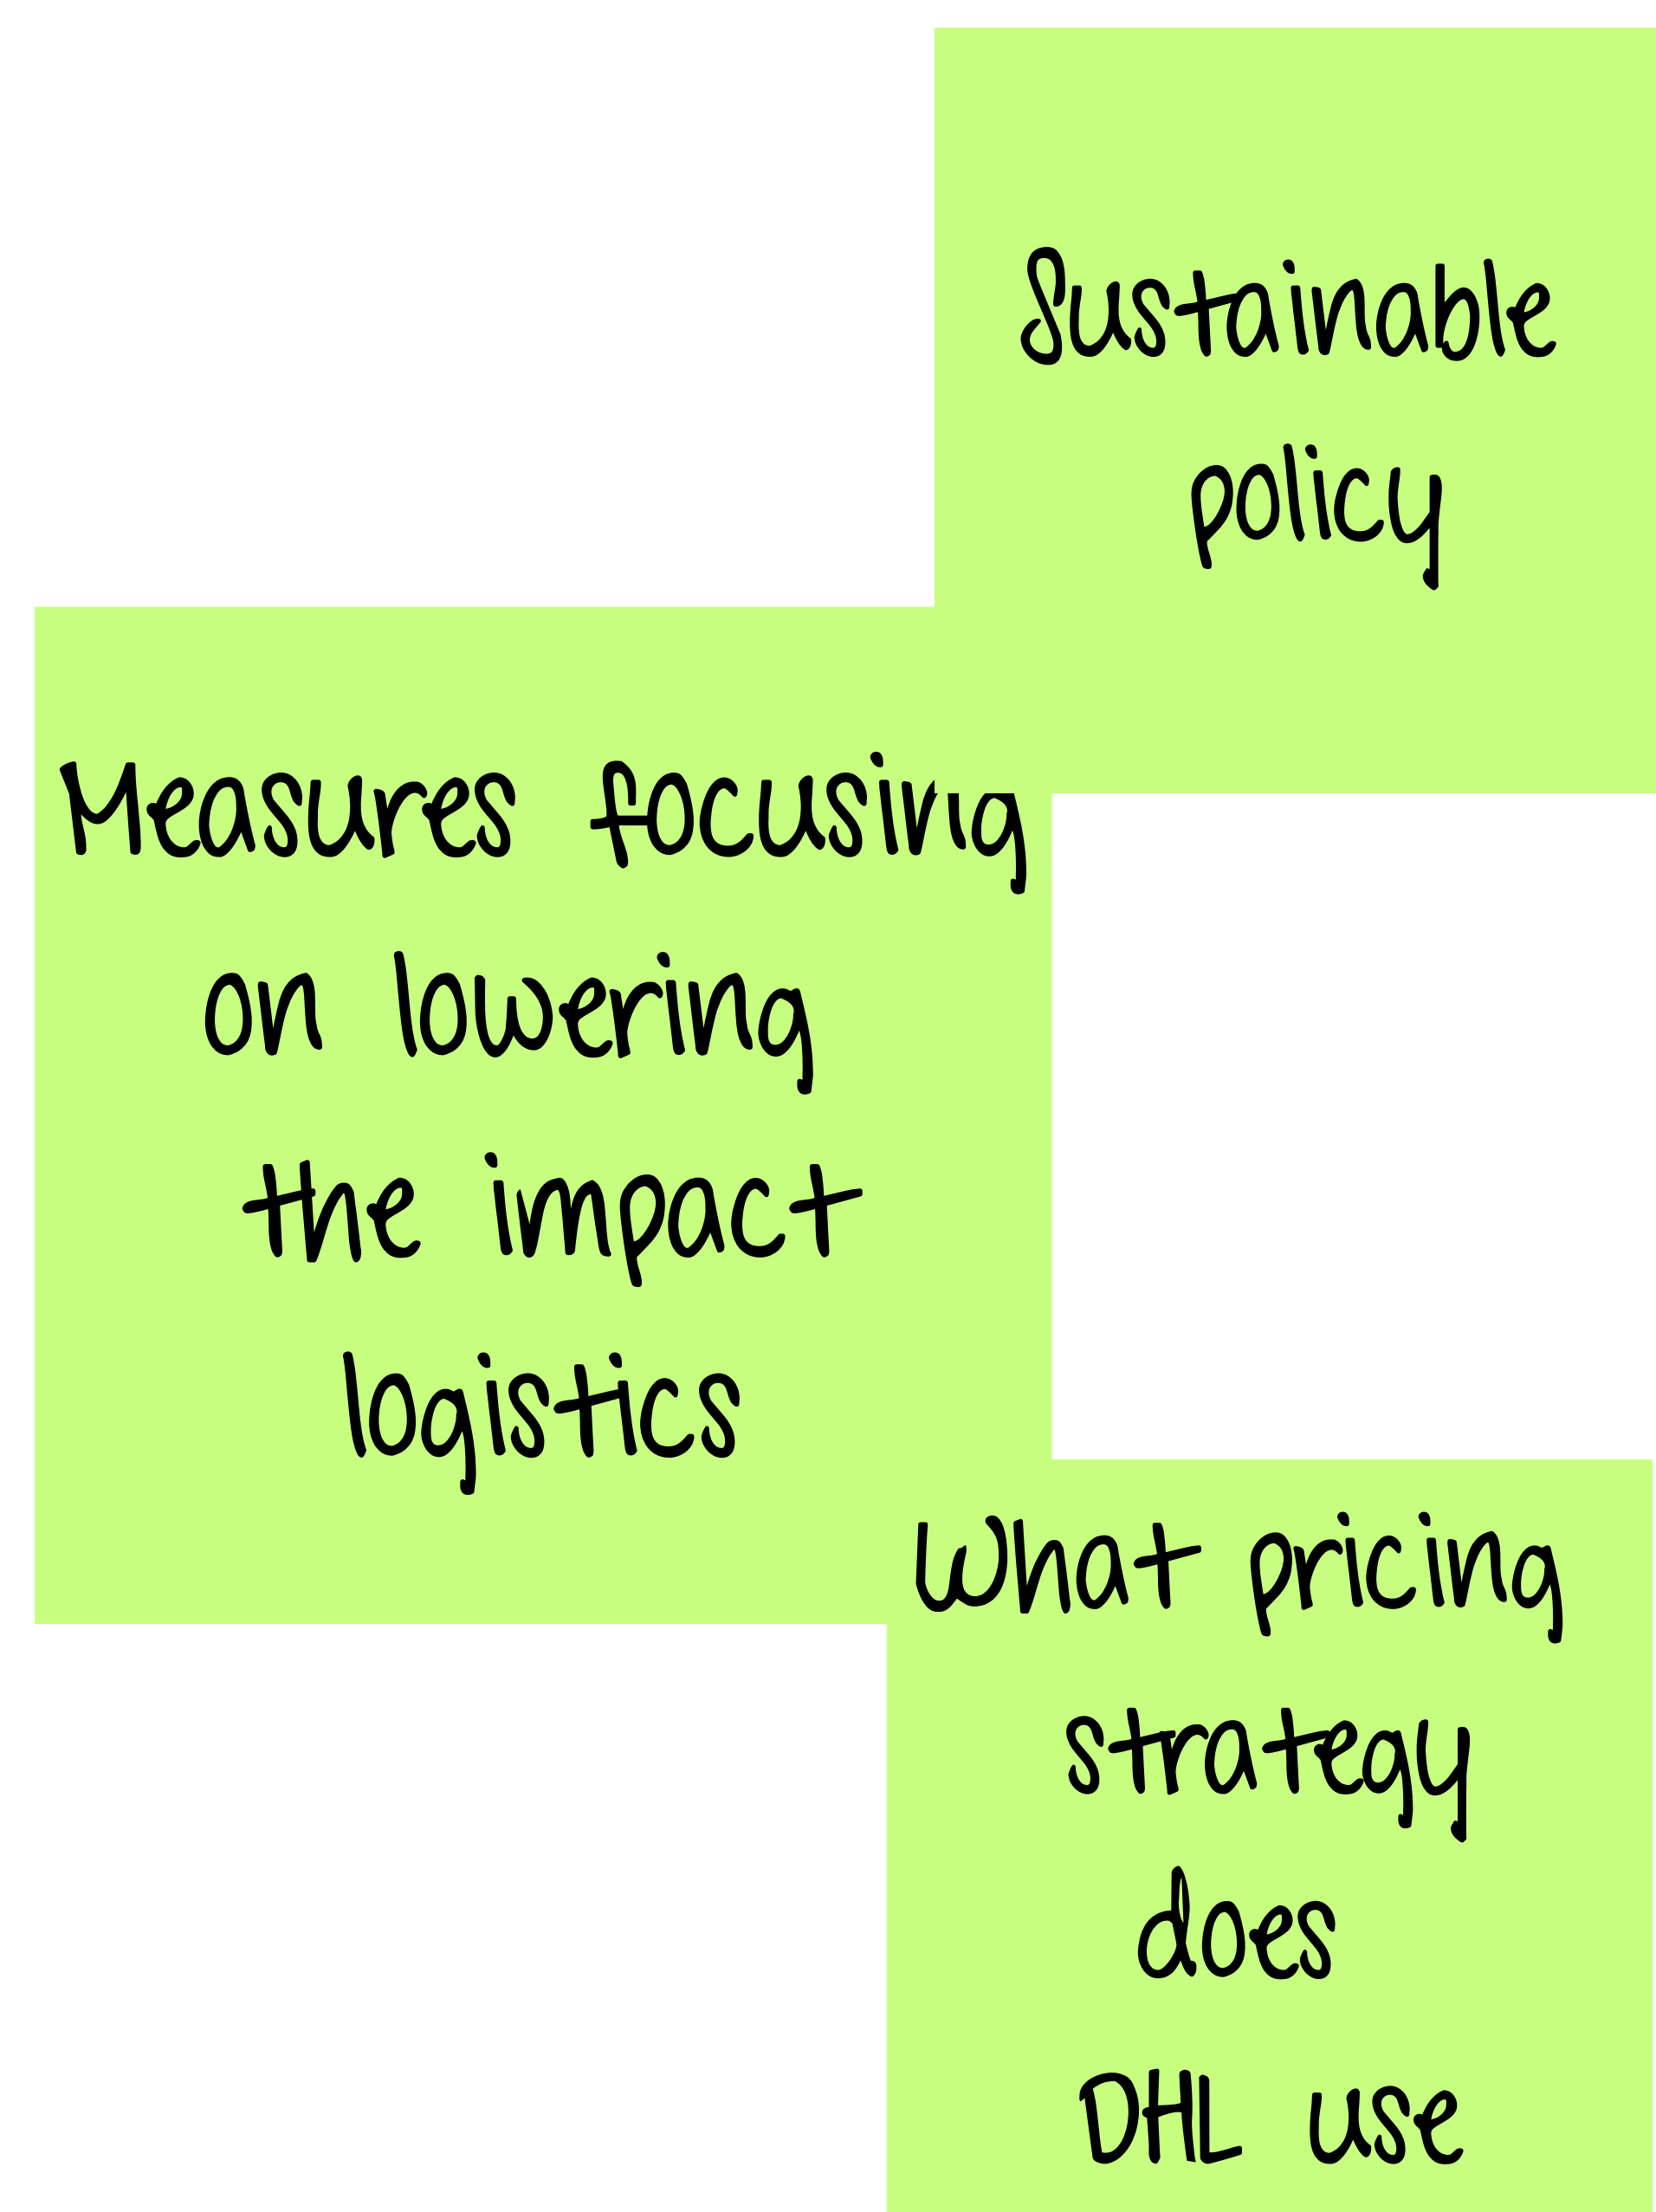 Sustainable
policy
Measures focusing
on lowering
the impact
logistics
What pricing
strategy
does
DHL use